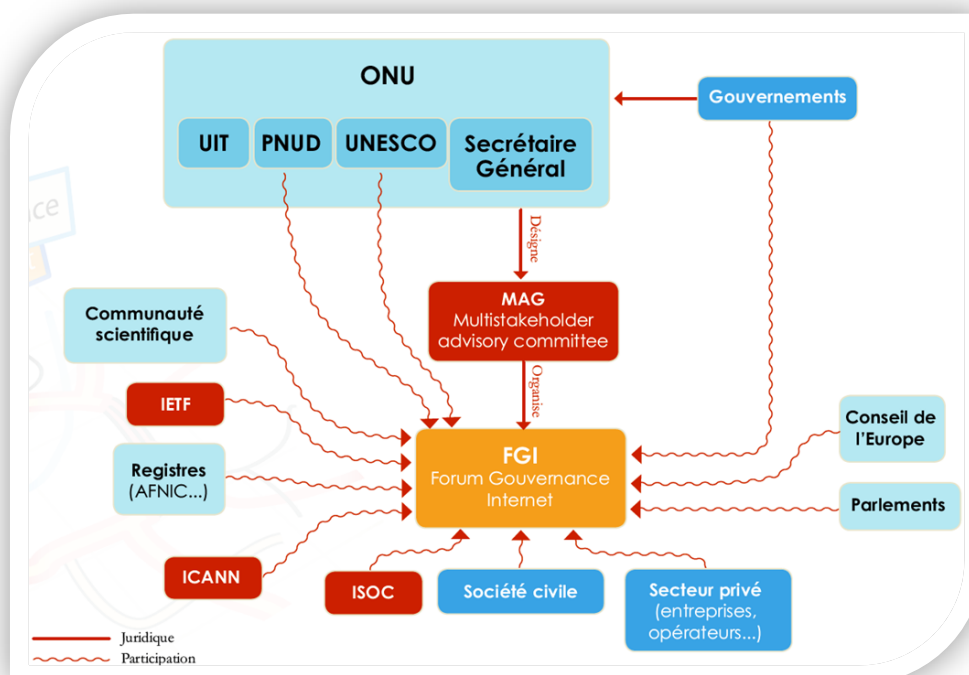 ONU
Gouvernements
UIT
PNUD
UNESCO
Secrétaire
Général
Désigne
MAG
Multistakeholder
advisory committee
Organise
Communauté
scientifique
IETF
Registres
(AFNIC...)
ICANN
FGI
Forum Gouvernance
Internet
Conseil de
l'Europe
Parlements
ISOC
Société civile
Secteur privé
(entreprises,
opérateurs...)
Juridique
Participation